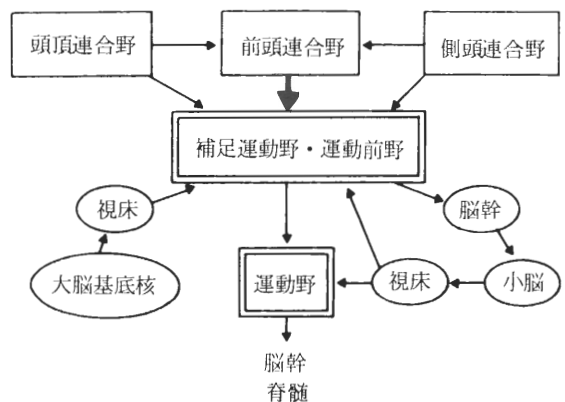 頭頂連合野
前頭連合野
側頭連合野
補足運動野・運動前野
視床
脳幹
大脳基底核
運動野
視床
小脳
脳幹
脊髄